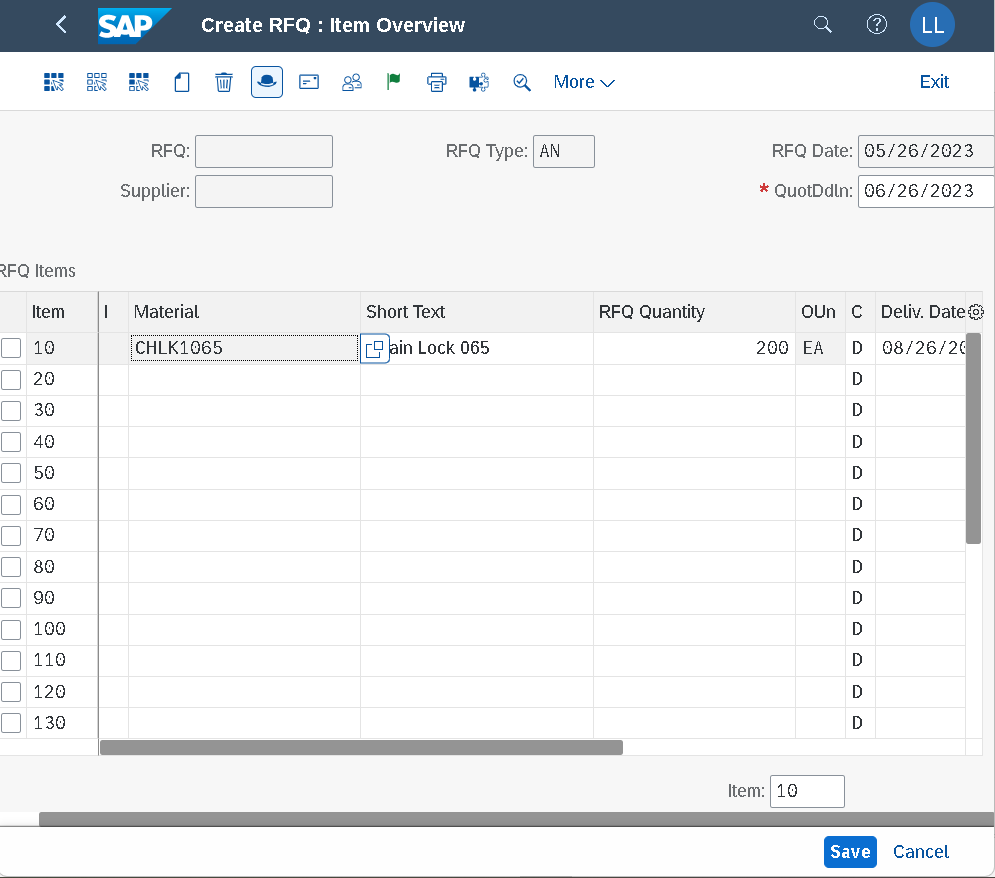 SAP Create RFQ : Item Overview LL
More Exit
RFQ: RFQ Type: AN RFQ Date: 05/26/2023
Supplier: * QuotDdln: 06/26/2023
RFQ Items
Item I Material Short Text RFQ Quantity OUn C Deliv. Date
10 CHLK1065 ain Lock 065 200 EA D 08/26/20
20 D
30 D
40 D
50 D
60 D
70 D
80 D
90 D
100 D
110 D
120 D
130 D
Item: 10
Save Cancel